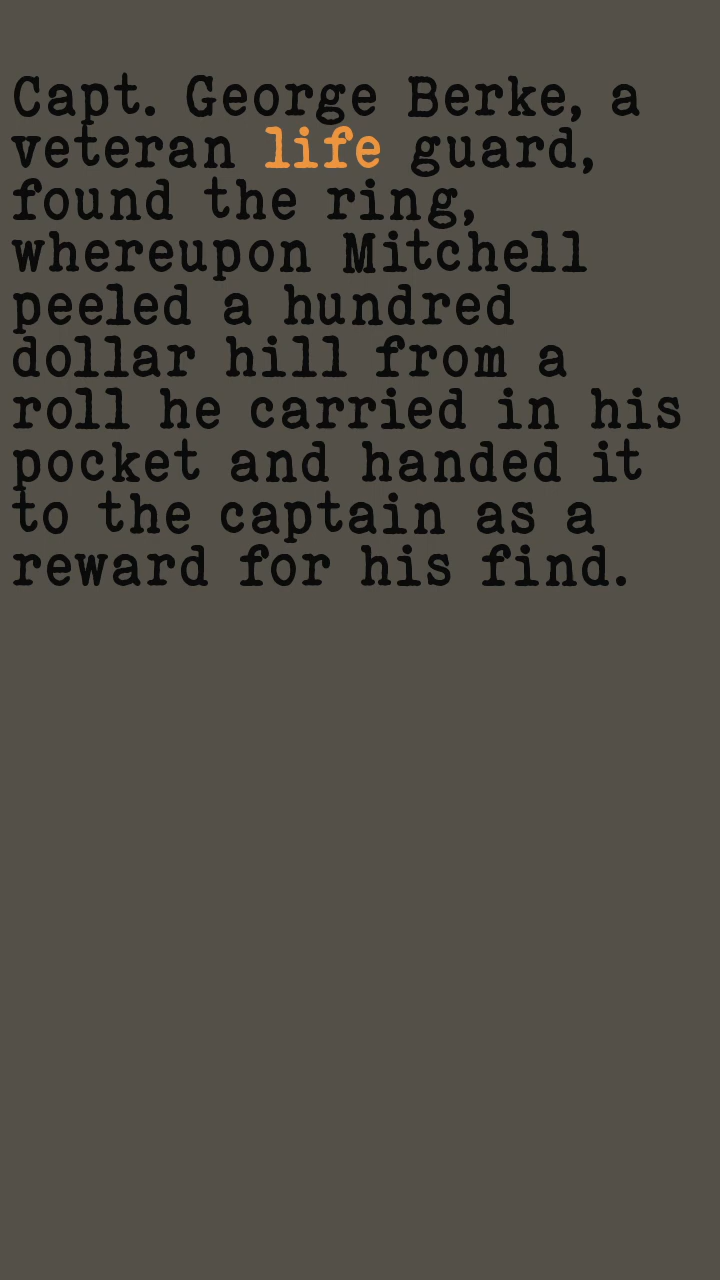 Capt. George Berke, a
veteran life guard,
found the ring,
whereupon Mitchell
peeled a hundred
dollar hill from a
roll he carried in his
pocket and handed it
to the captain as a
reward for his find.